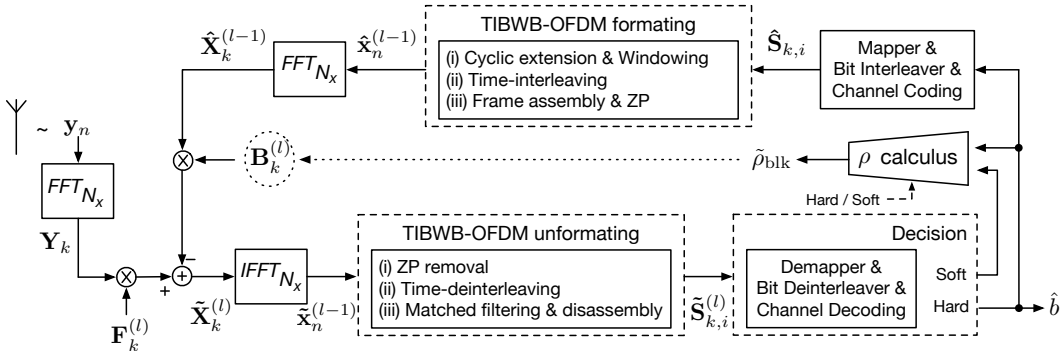 TIBWB-OFDM formating
(i) Cyclic extension & Windowing
(ii) Time-interleaving
(iii) Frame assembly & ZP
X̂_k^{(l−1)}
FFT_{N_x}
x̂_n^{(l−1)}
Ŝ_{k,i}
Mapper &
Bit Interleaver &
Channel Coding
~ y_n
FFT_{N_x}
Y_k
×
B_k^{(l)}
ρ̃_{blk}
ρ calculus
Hard / Soft
×
F_k^{(l)}
+
−
+
X̃_k^{(l)}
IFFT_{N_x}
x̃_n^{(l−1)}
TIBWB-OFDM unformating
(i) ZP removal
(ii) Time-deinterleaving
(iii) Matched filtering & disassembly
S̃_{k,i}^{(l)}
Decision
Demapper &
Bit Deinterleaver &
Channel Decoding
Soft
Hard
b̂